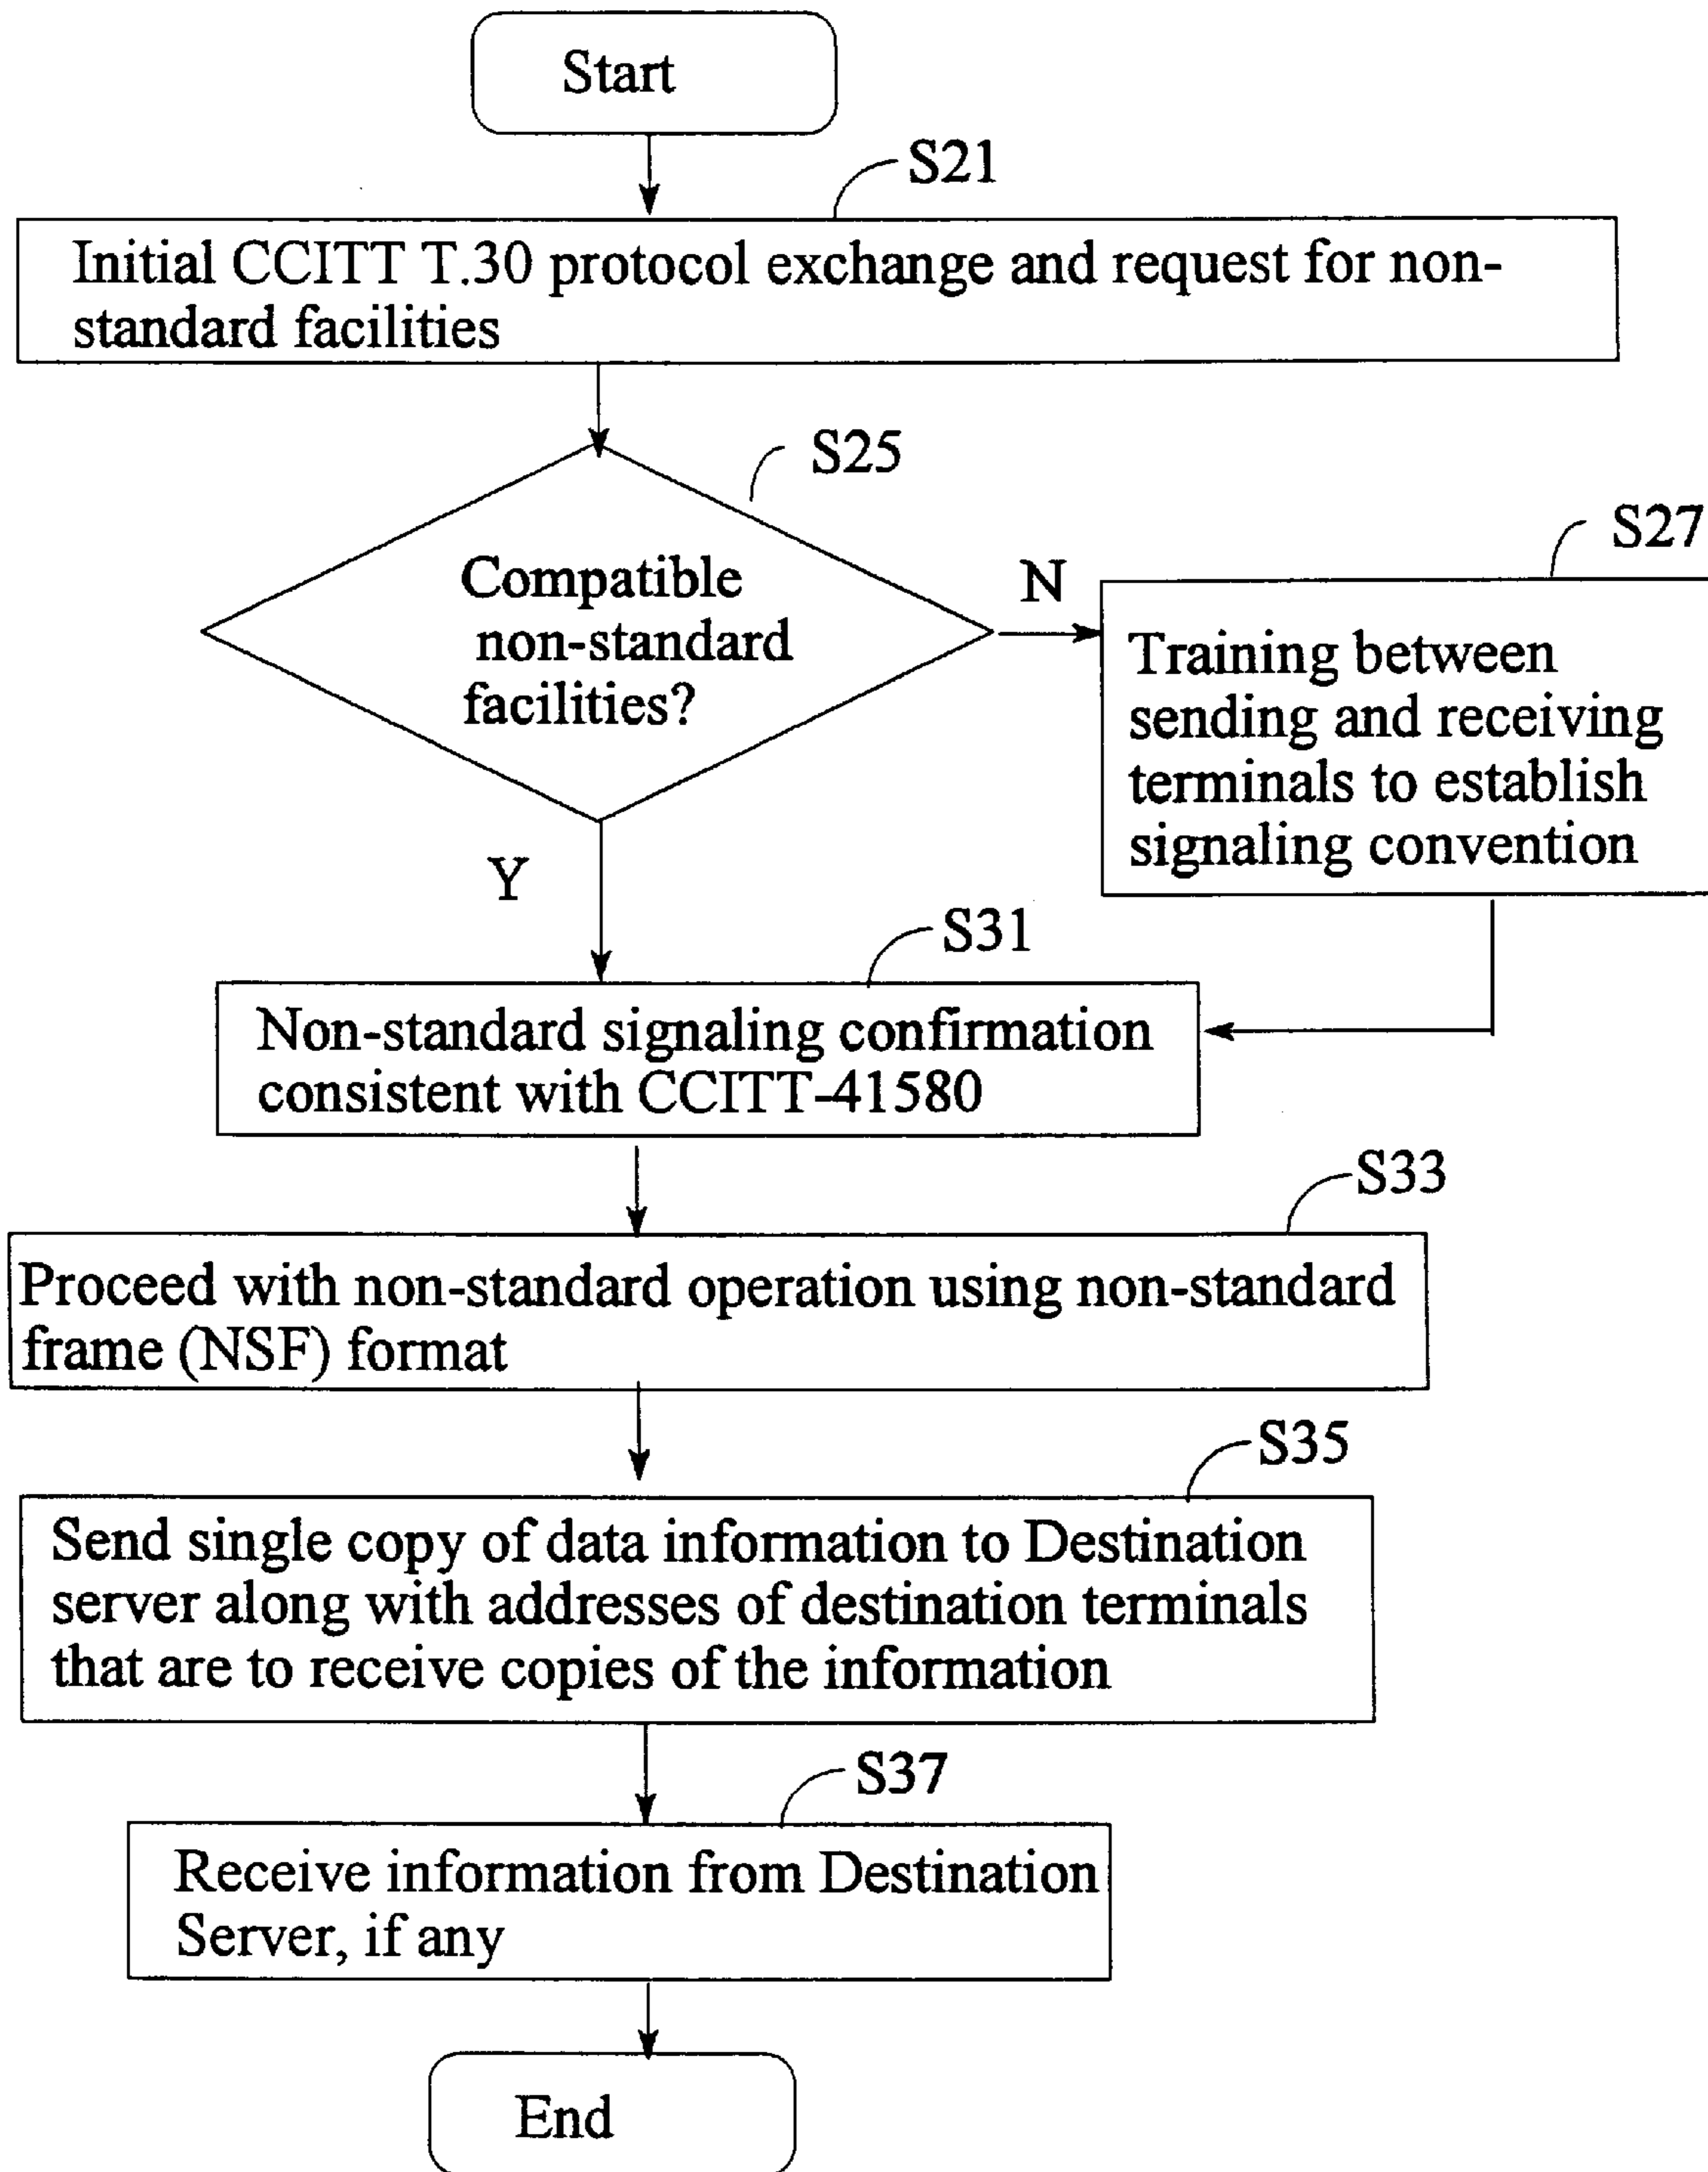 Start
S21
Initial CCITT T.30 protocol exchange and request for non-
standard facilities
S25
Compatible
non-standard
facilities?
N
S27
Training between
sending and receiving
terminals to establish
signaling convention
Y
S31
Non-standard signaling confirmation
consistent with CCITT-41580
S33
Proceed with non-standard operation using non-standard
frame (NSF) format
S35
Send single copy of data information to Destination
server along with addresses of destination terminals
that are to receive copies of the information
S37
Receive information from Destination
Server, if any
End